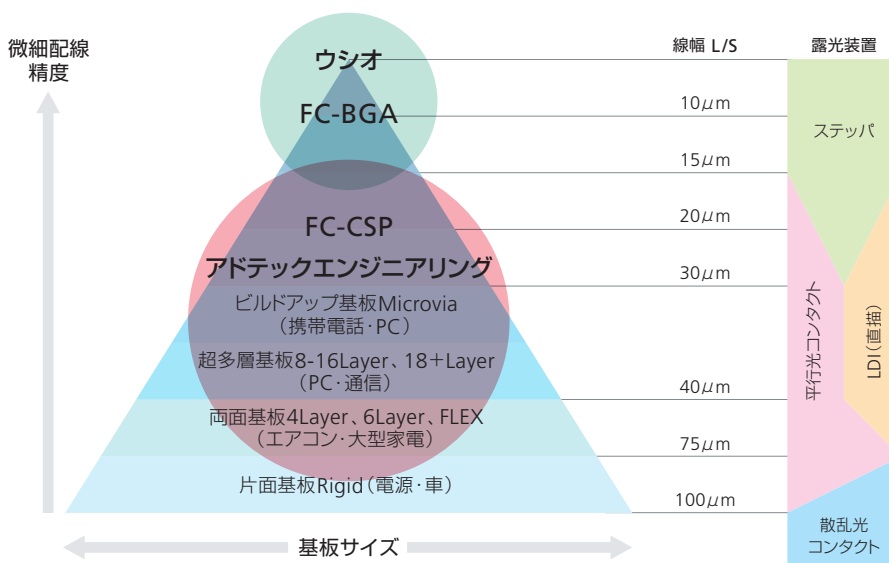 微細配線
精度
ウシオ
FC-BGA
FC-CSP
アドテックエンジニアリング
ビルドアップ基板Microvia
（携帯電話・PC）
超多層基板8-16Layer、18＋Layer
（PC・通信）
両面基板4Layer、6Layer、FLEX
（エアコン・大型家電）
片面基板Rigid（電源・車）
基板サイズ
線幅 L/S
10μm
15μm
20μm
30μm
40μm
75μm
100μm
露光装置
ステッパ
平行光コンタクト
LDI（直描）
散乱光
コンタクト